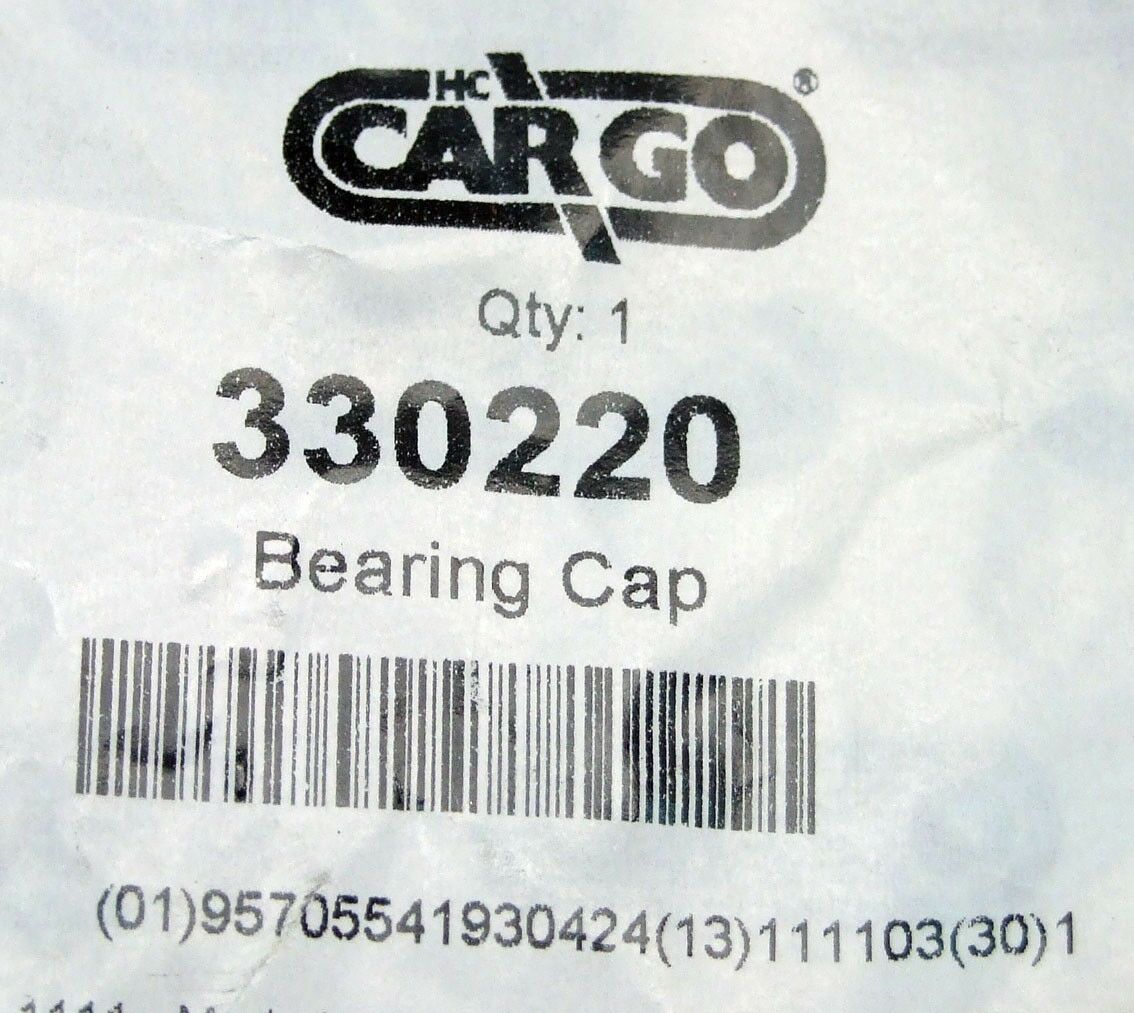 HC
CARGO®
Qty: 1
330220
Bearing Cap
(01)95705541930424(13)111103(30)1